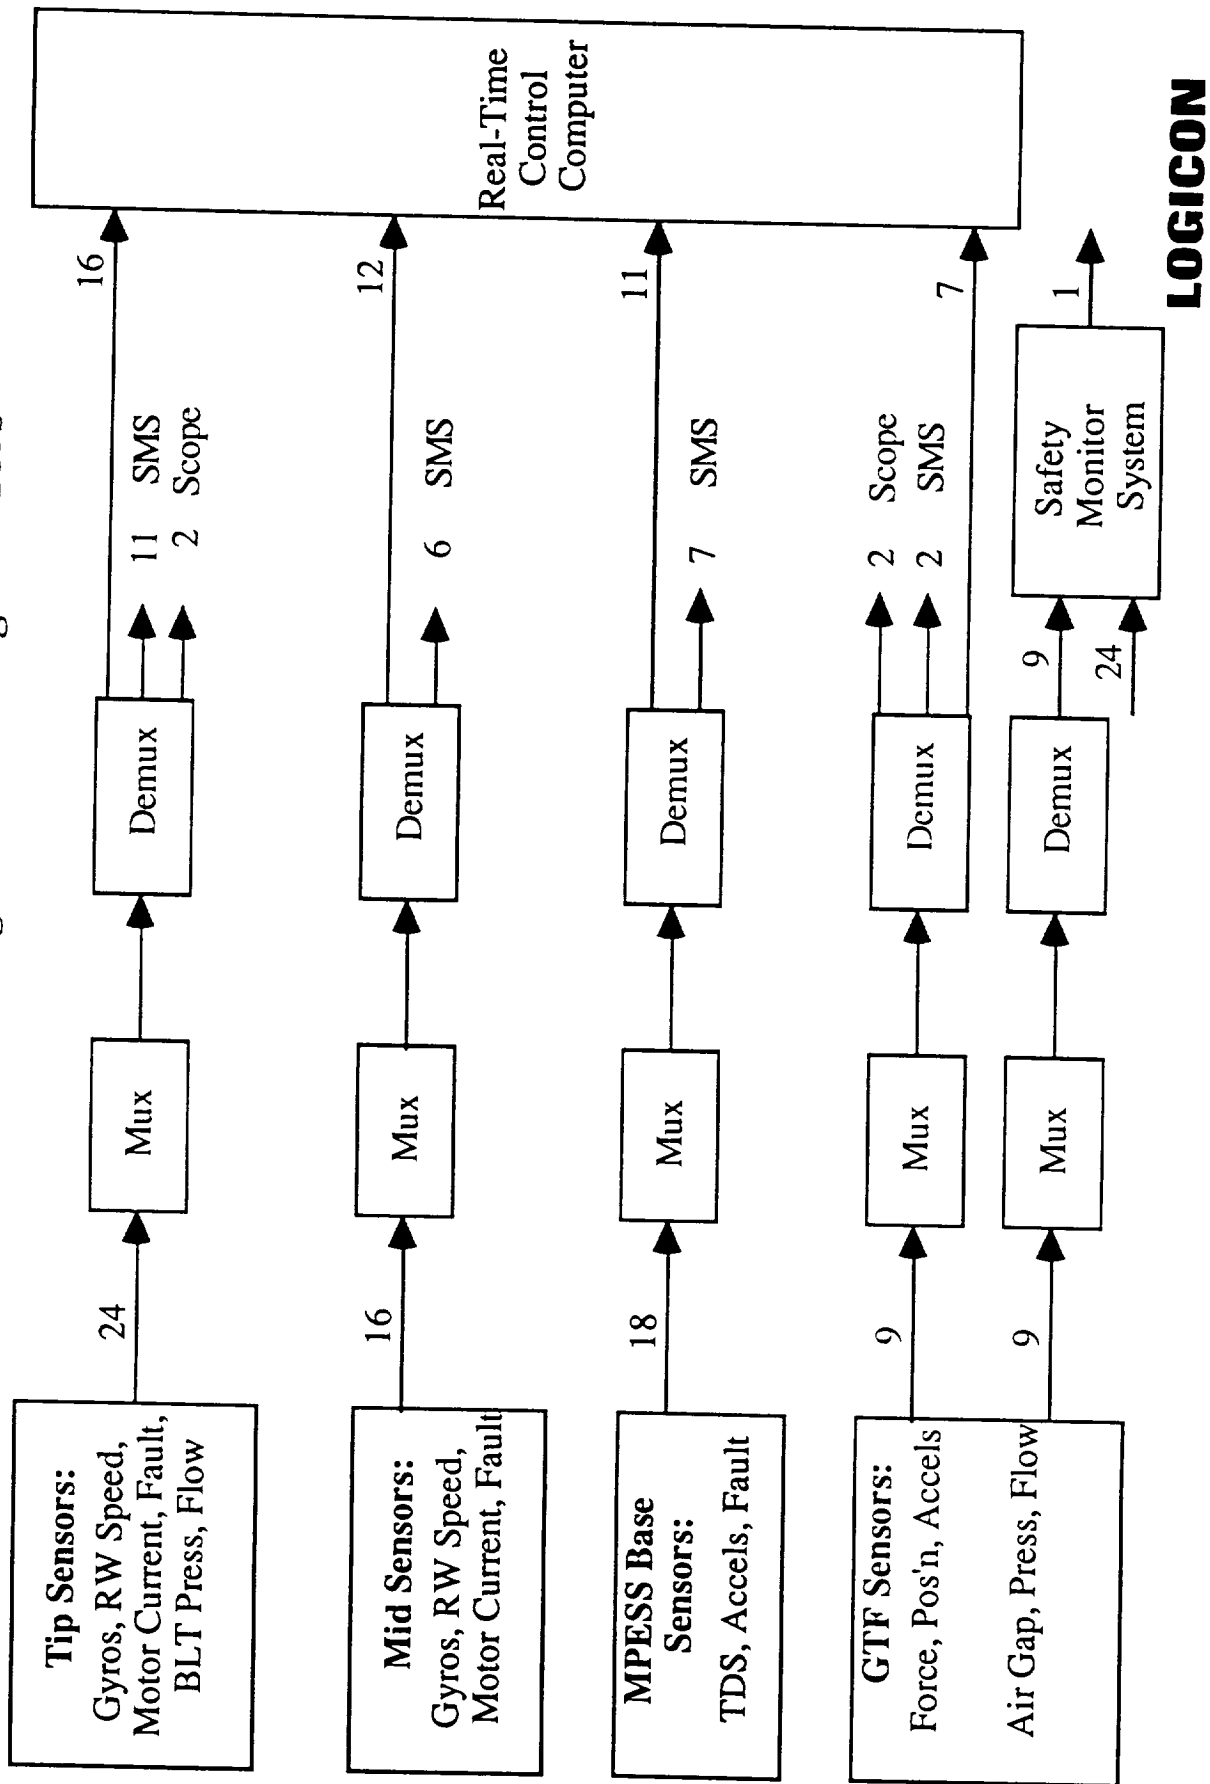 Tip Sensors:
Gyros, RW Speed,
Motor Current, Fault,
BLT Press, Flow
24
Mux
Demux
11 SMS
2 Scope
16
Mid Sensors:
Gyros, RW Speed,
Motor Current, Fault
16
Mux
Demux
6 SMS
12
MPESS Base
Sensors:
TDS, Accels, Fault
18
Mux
Demux
7 SMS
11
GTF Sensors:
Force, Pos'n, Accels
9
Mux
Demux
2 Scope
2 SMS
7
Air Gap, Press, Flow
9
Mux
Demux
9
24
Safety
Monitor
System
1
Real-Time
Control
Computer
LOGICON